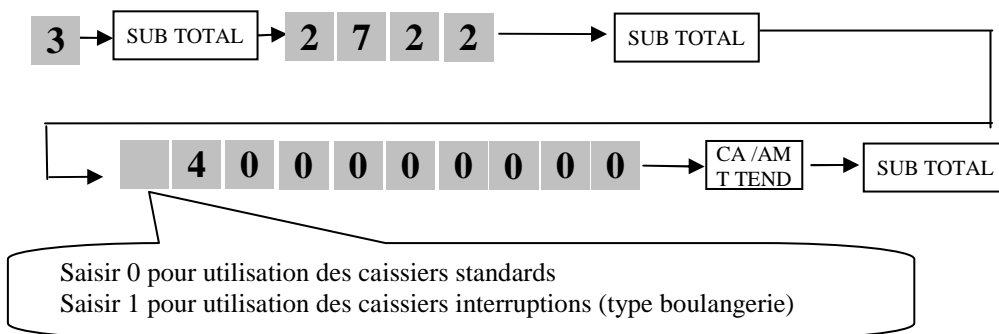 3 SUB TOTAL 2 7 2 2 SUB TOTAL
4 0 0 0 0 0 0 0 0 CA /AM
T TEND SUB TOTAL
Saisir 0 pour utilisation des caissiers standards
Saisir 1 pour utilisation des caissiers interruptions (type boulangerie)